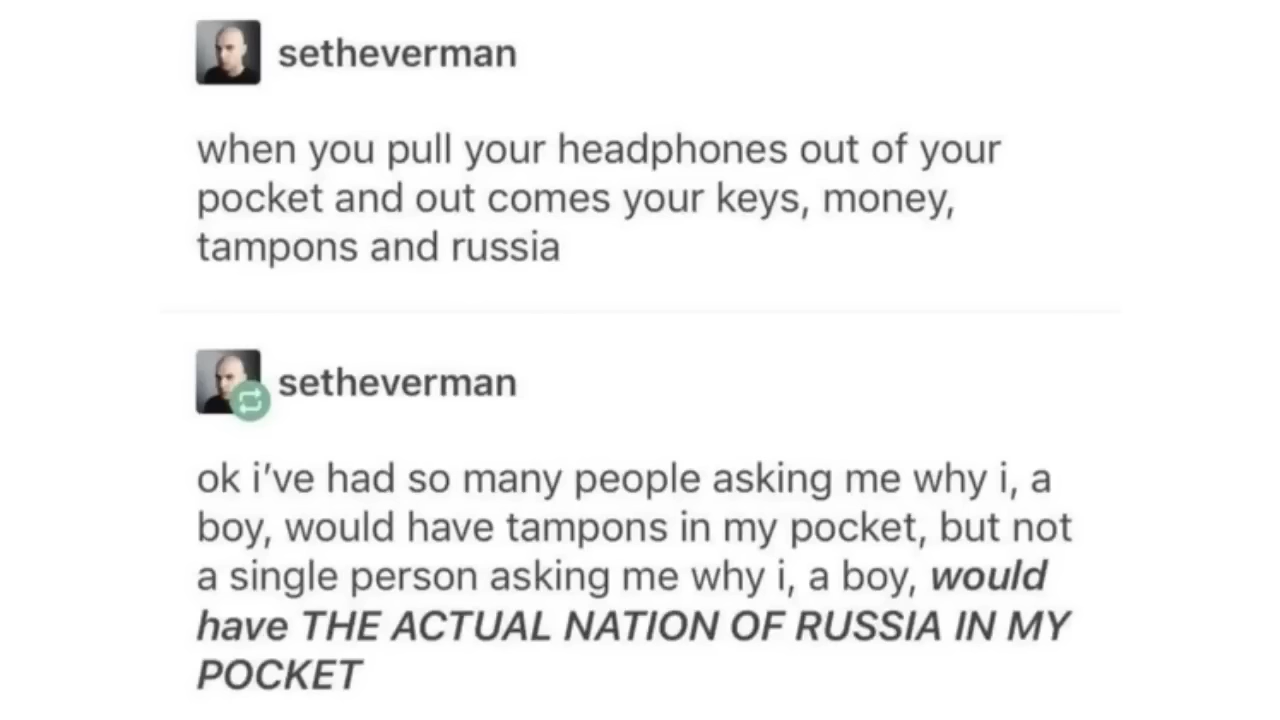 setheverman
when you pull your headphones out of your
pocket and out comes your keys, money,
tampons and russia
setheverman
ok i've had so many people asking me why i, a
boy, would have tampons in my pocket, but not
a single person asking me why i, a boy, would
have THE ACTUAL NATION OF RUSSIA IN MY
POCKET